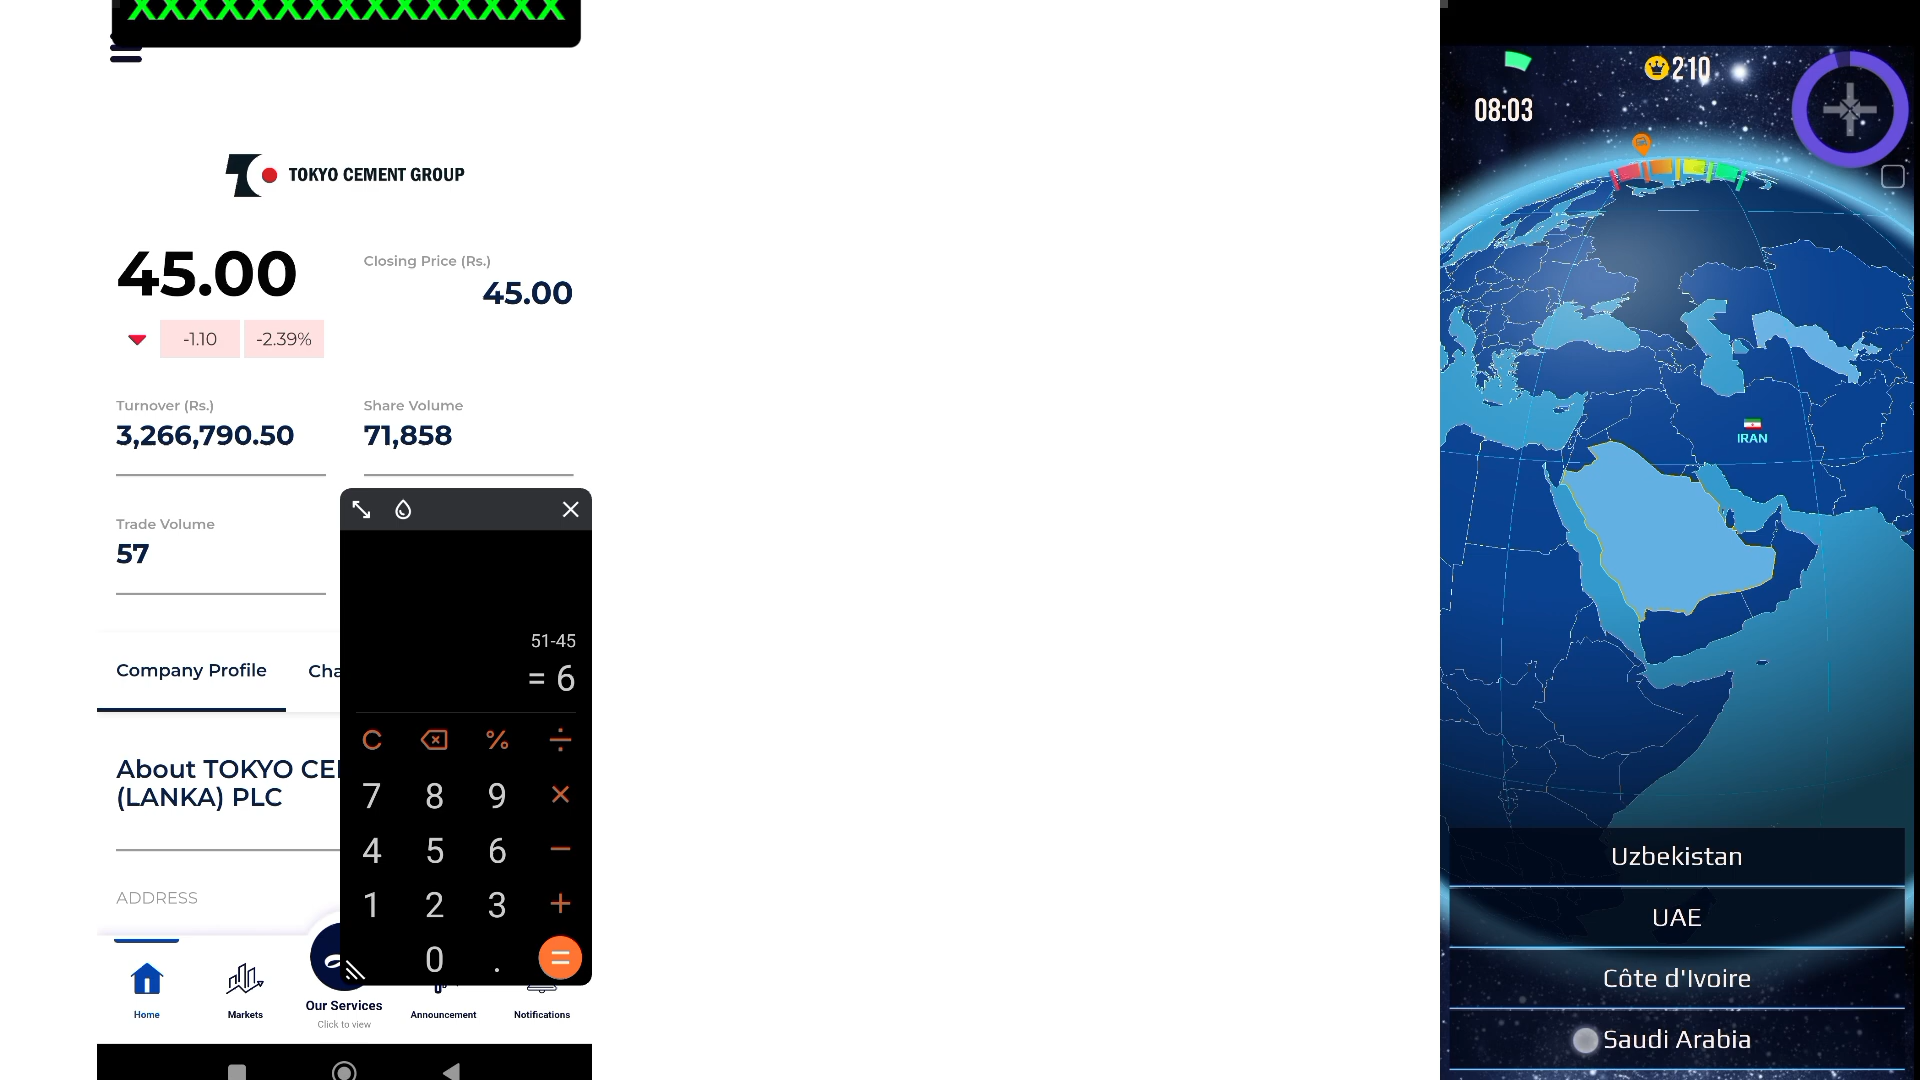 XXXXXXXXXXXXXXX
TOKYO CEMENT GROUP
45.00
Closing Price (Rs.)
45.00
-1.10 -2.39%
Turnover (Rs.)
3,266,790.50
Share Volume
71,858
Trade Volume
57
Company Profile
Cha
About TOKYO CE
(LANKA) PLC
ADDRESS
51-45
= 6
C % ÷
7 8 9 ×
4 5 6 −
1 2 3 +
0 . =
Home
Markets
Our Services
Click to view
Announcement
Notifications
210
08:03
IRAN
Uzbekistan
UAE
Côte d'Ivoire
Saudi Arabia